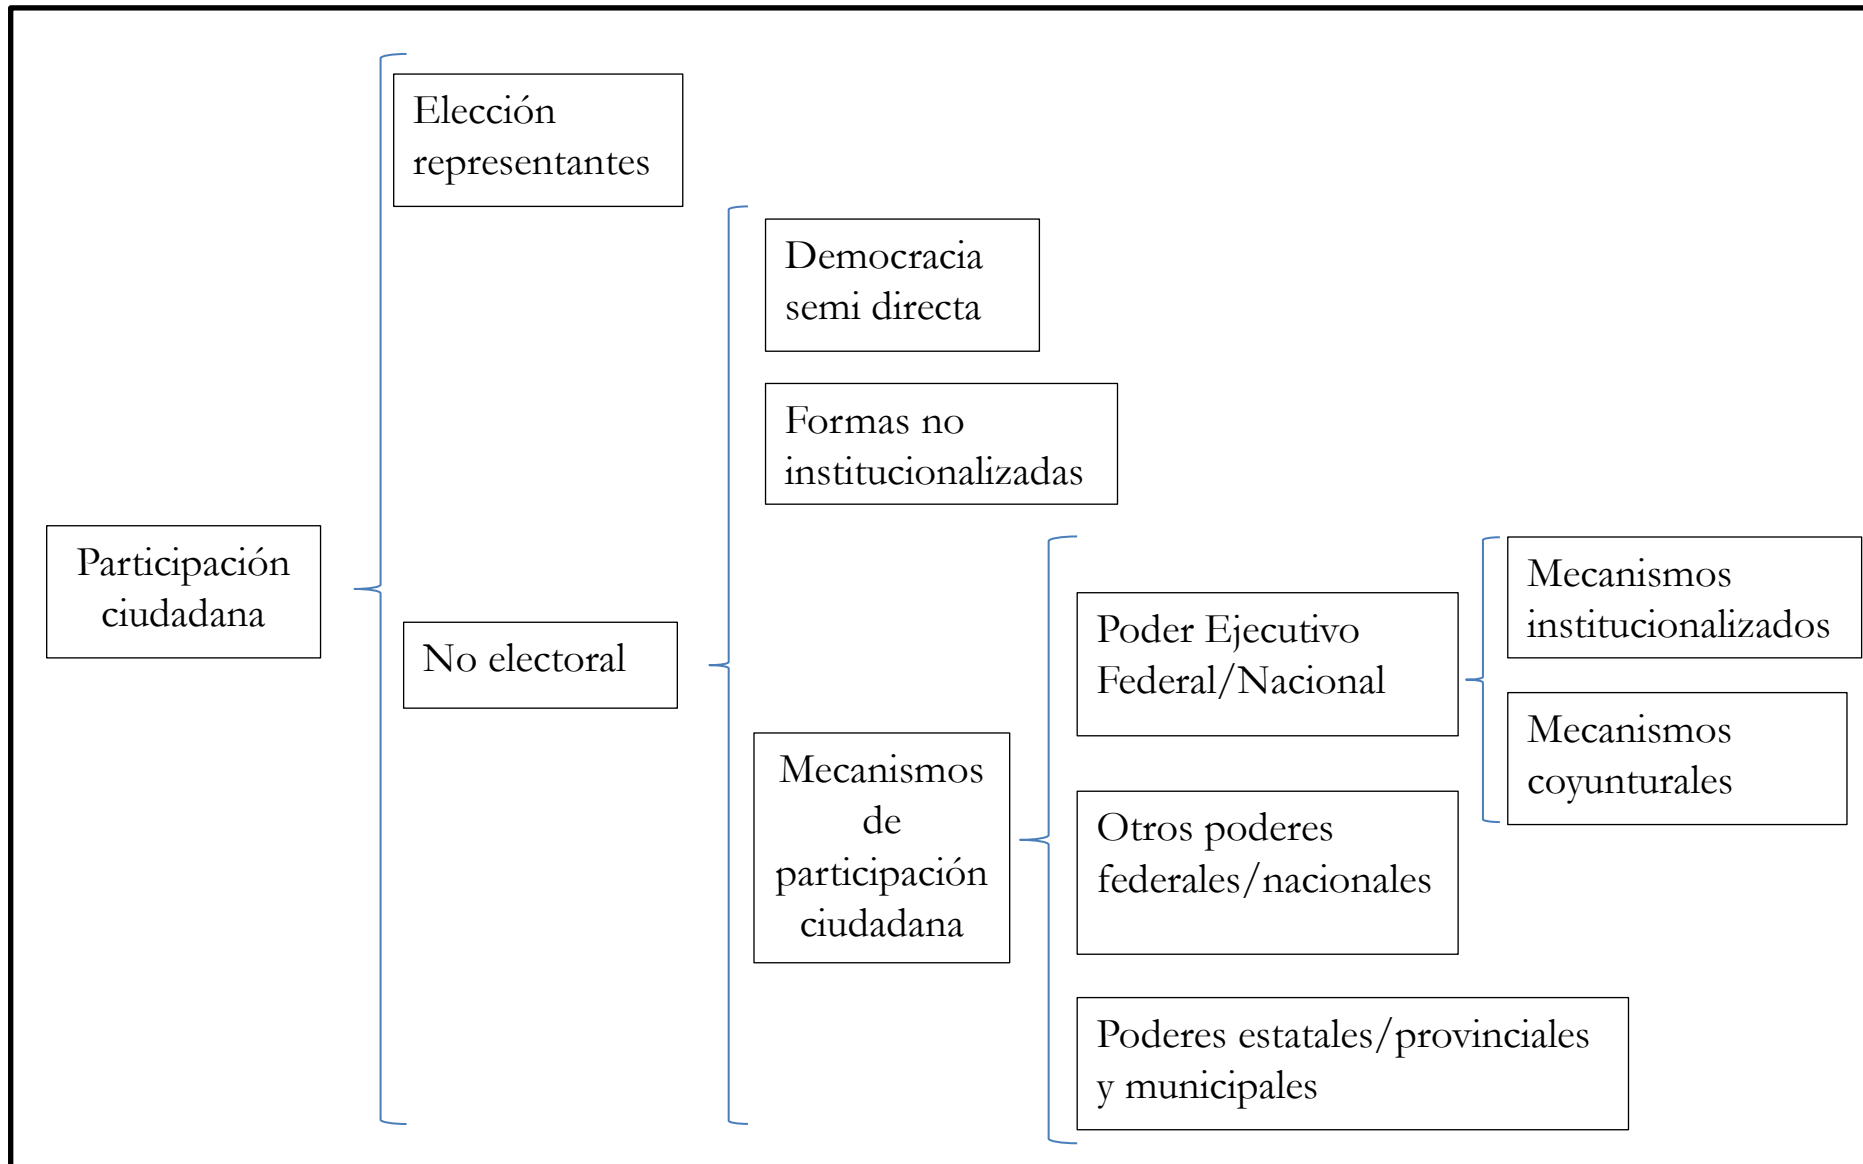 Participación
ciudadana
Elección
representantes
No electoral
Democracia
semi directa
Formas no
institucionalizadas
Mecanismos
de
participación
ciudadana
Poder Ejecutivo
Federal/Nacional
Otros poderes
federales/nacionales
Poderes estatales/provinciales
y municipales
Mecanismos
institucionalizados
Mecanismos
coyunturales